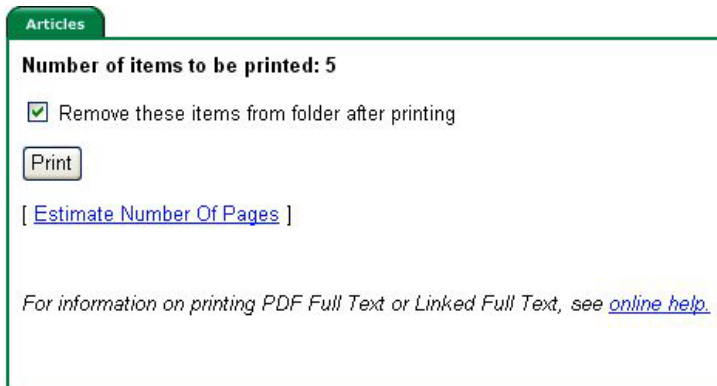 Articles
Number of items to be printed: 5
Remove these items from folder after printing
Print
[ Estimate Number Of Pages ]
For information on printing PDF Full Text or Linked Full Text, see online help.